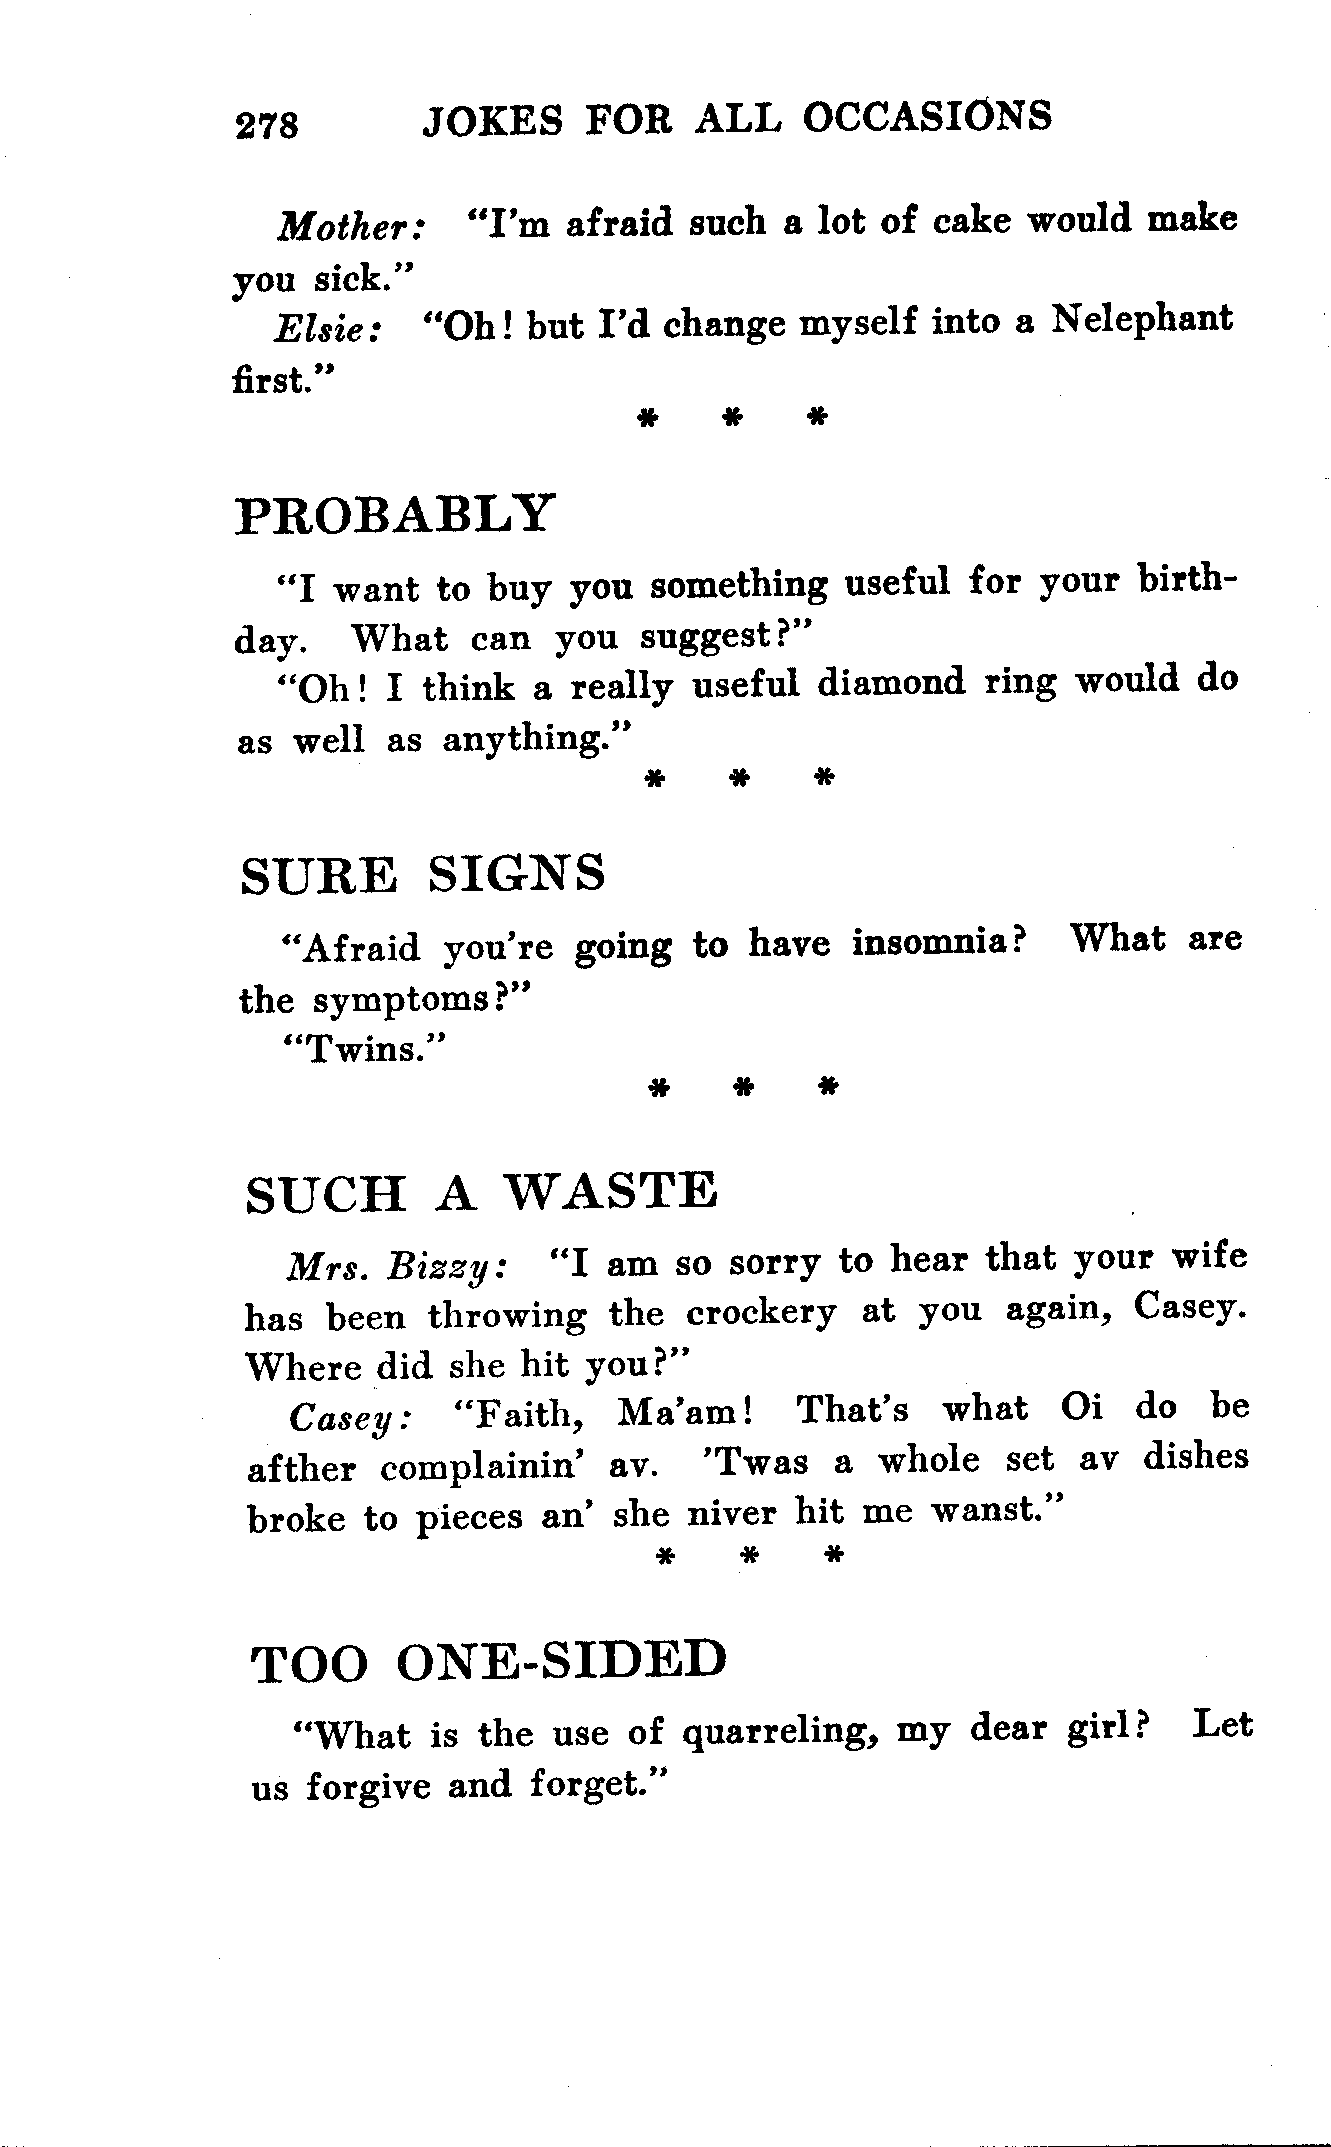 278 JOKES FOR ALL OCCASIONS
Mother: “I’m afraid such a lot of cake would make
you sick.”
Elsie: “Oh! but I’d change myself into a Nelephant
first.”
* * *
PROBABLY
“I want to buy you something useful for your birth-
day. What can you suggest?”
“Oh! I think a really useful diamond ring would do
as well as anything.”
* * *
SURE SIGNS
“Afraid you’re going to have insomnia? What are
the symptoms?”
“Twins.”
* * *
SUCH A WASTE
Mrs. Bizzy: “I am so sorry to hear that your wife
has been throwing the crockery at you again, Casey.
Where did she hit you?”
Casey: “Faith, Ma’am! That’s what Oi do be
afther complainin’ av. ’Twas a whole set av dishes
broke to pieces an’ she niver hit me wanst.”
* * *
TOO ONE-SIDED
“What is the use of quarreling, my dear girl? Let
us forgive and forget.”